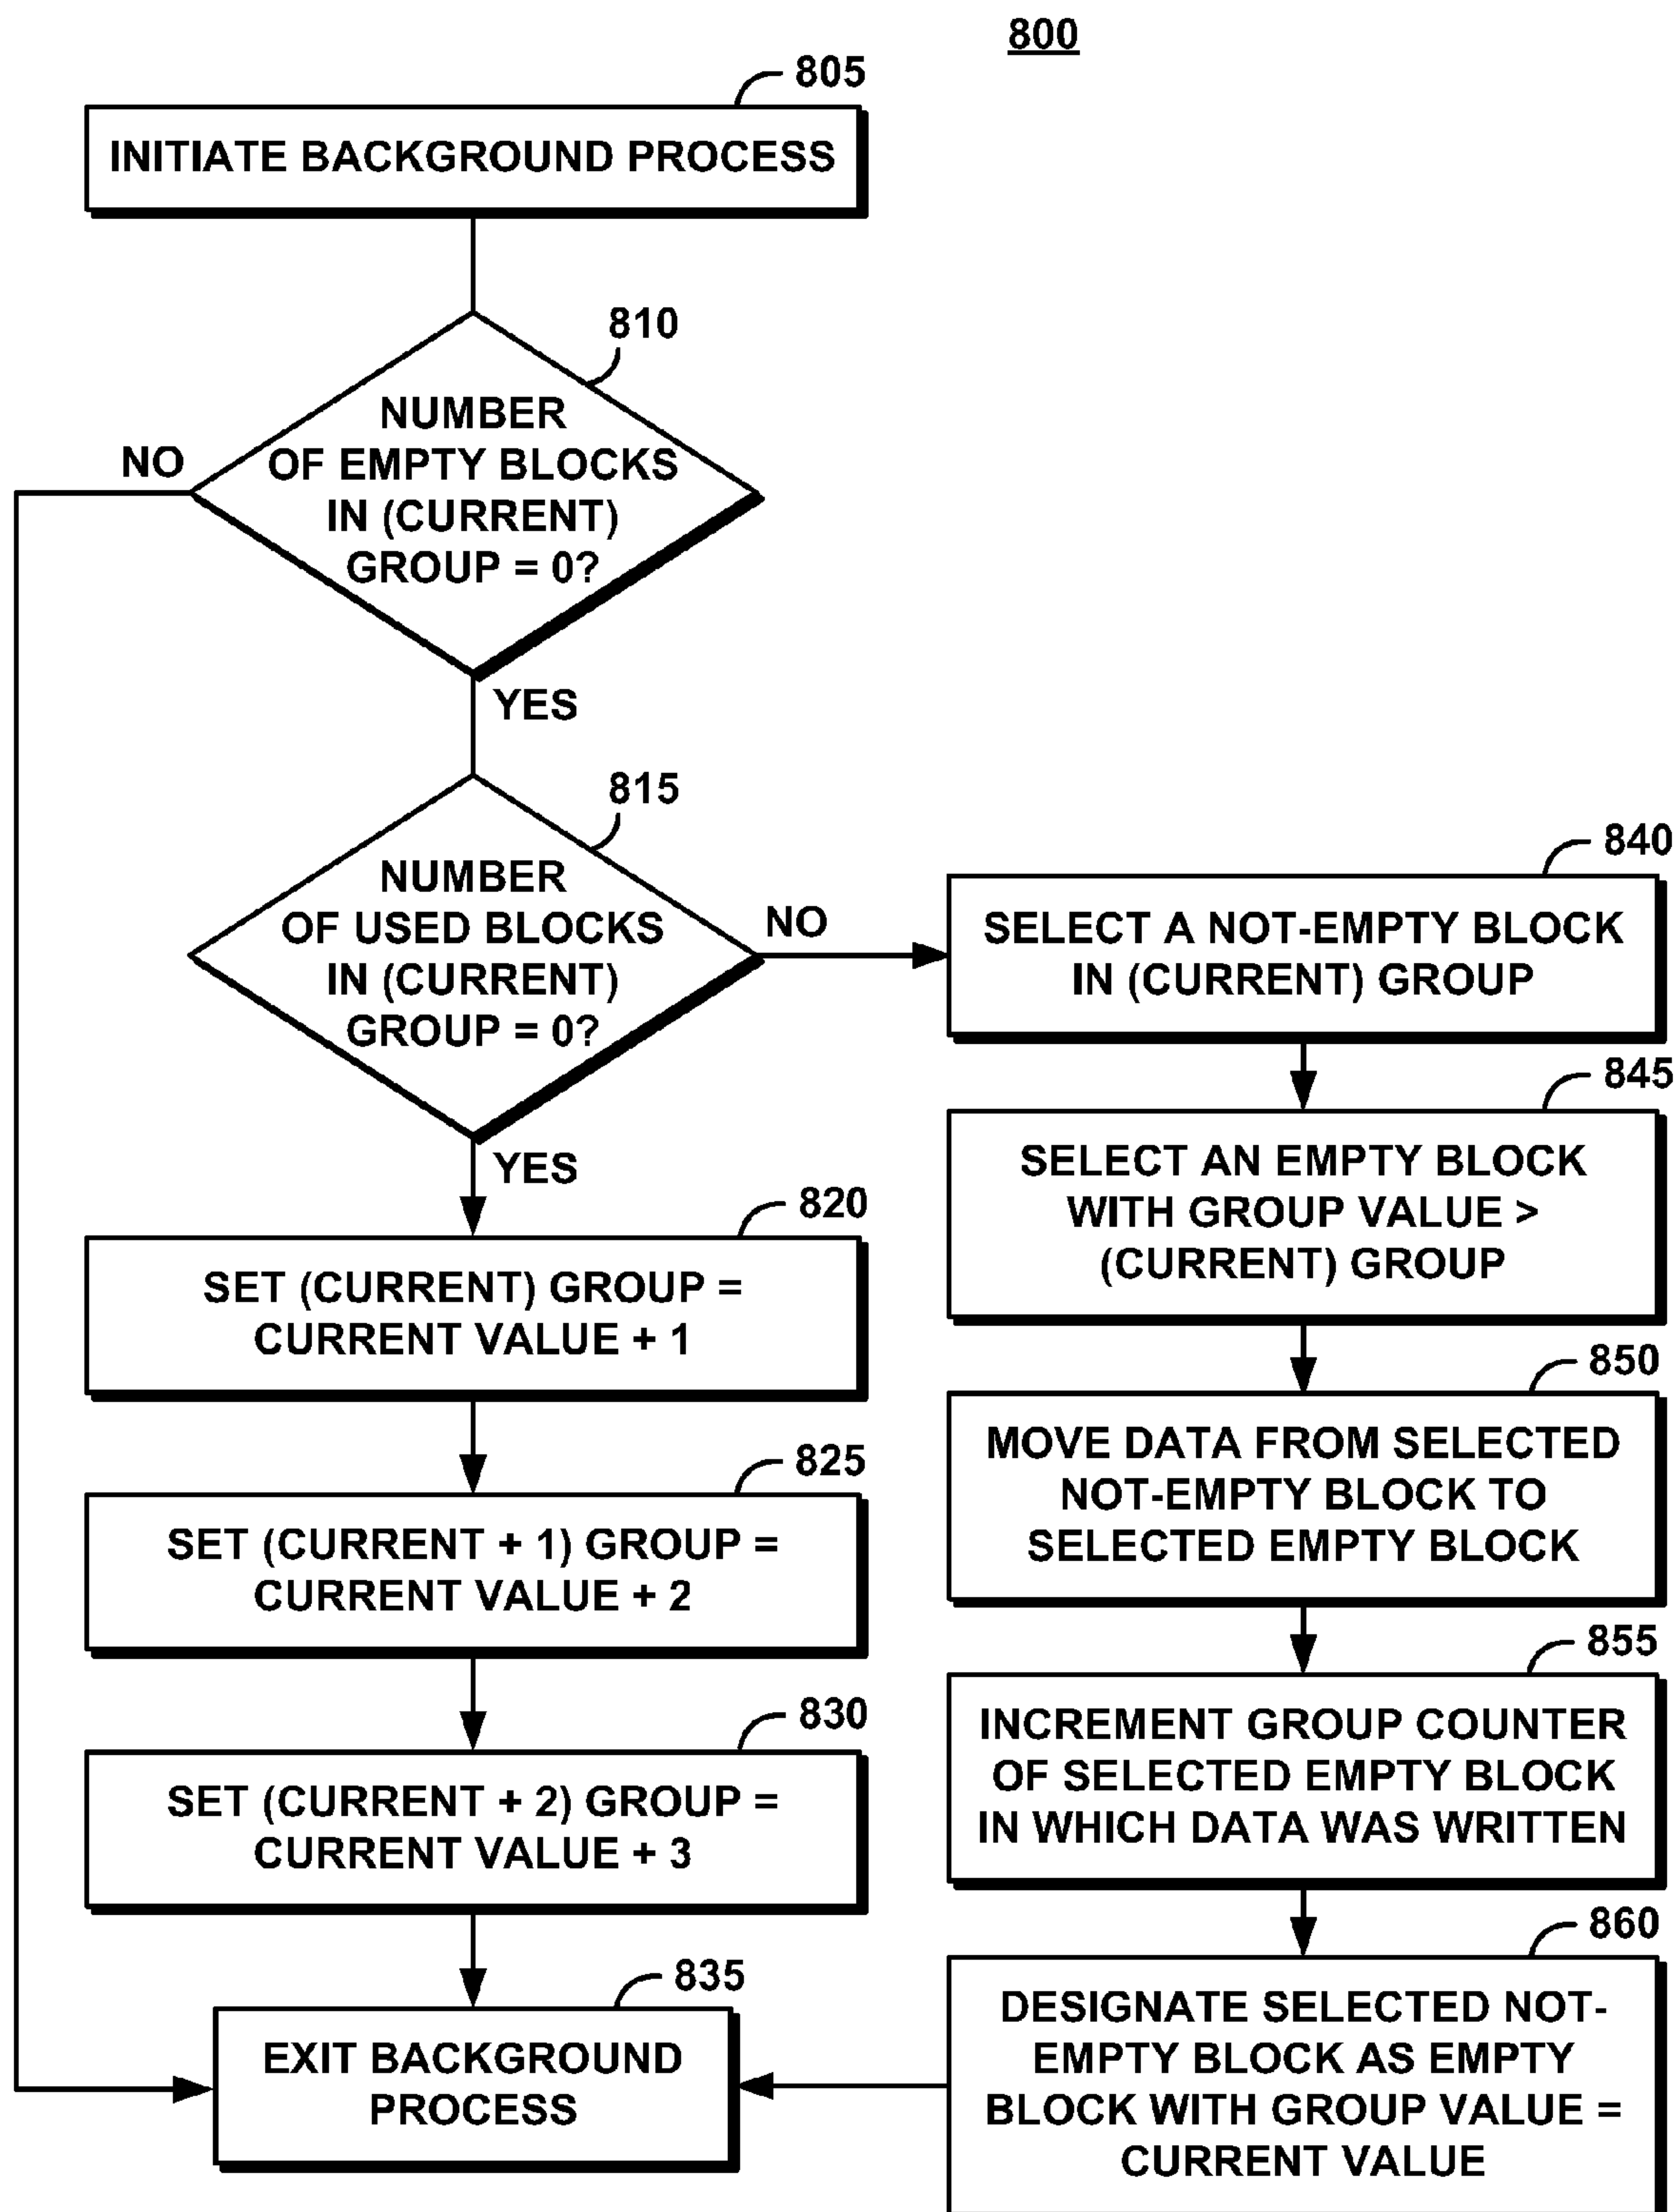 800
805
INITIATE BACKGROUND PROCESS
810
NUMBER
OF EMPTY BLOCKS
IN (CURRENT)
GROUP = 0?
NO
YES
815
NUMBER
OF USED BLOCKS
IN (CURRENT)
GROUP = 0?
NO
YES
820
SET (CURRENT) GROUP =
CURRENT VALUE + 1
825
SET (CURRENT + 1) GROUP =
CURRENT VALUE + 2
830
SET (CURRENT + 2) GROUP =
CURRENT VALUE + 3
835
EXIT BACKGROUND
PROCESS
840
SELECT A NOT-EMPTY BLOCK
IN (CURRENT) GROUP
845
SELECT AN EMPTY BLOCK
WITH GROUP VALUE >
(CURRENT) GROUP
850
MOVE DATA FROM SELECTED
NOT-EMPTY BLOCK TO
SELECTED EMPTY BLOCK
855
INCREMENT GROUP COUNTER
OF SELECTED EMPTY BLOCK
IN WHICH DATA WAS WRITTEN
860
DESIGNATE SELECTED NOT-
EMPTY BLOCK AS EMPTY
BLOCK WITH GROUP VALUE =
CURRENT VALUE